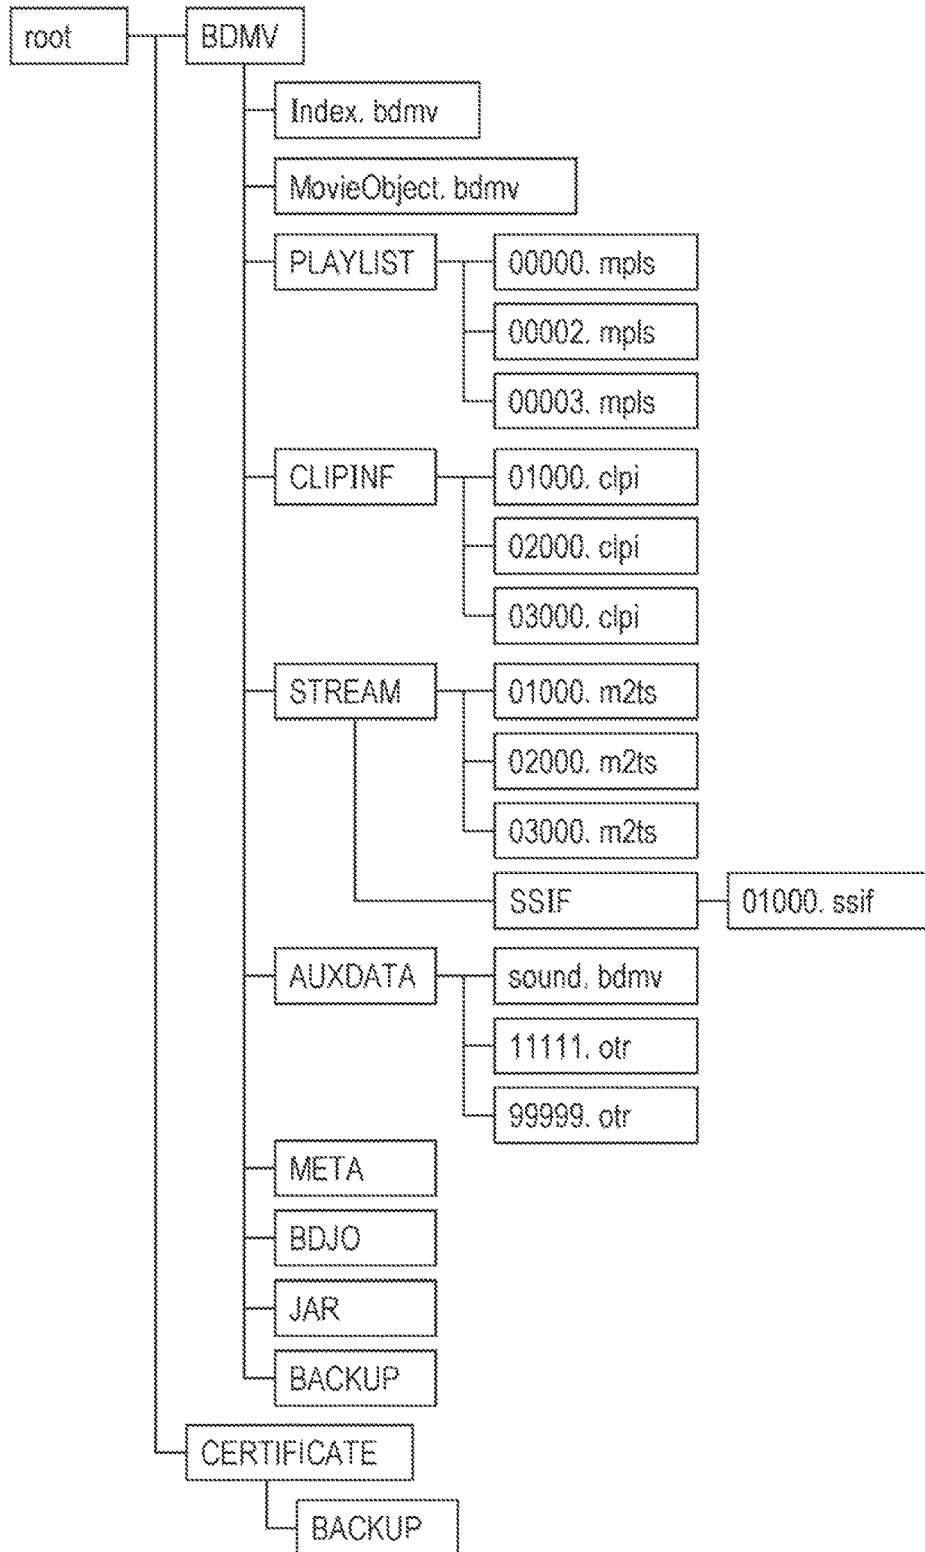 root
BDMV
Index. bdmv
MovieObject. bdmv
PLAYLIST
00000. mpls
00002. mpls
00003. mpls
CLIPINF
01000. clpi
02000. clpi
03000. clpi
STREAM
01000. m2ts
02000. m2ts
03000. m2ts
SSIF
01000. ssif
AUXDATA
sound. bdmv
11111. otr
99999. otr
META
BDJO
JAR
BACKUP
CERTIFICATE
BACKUP